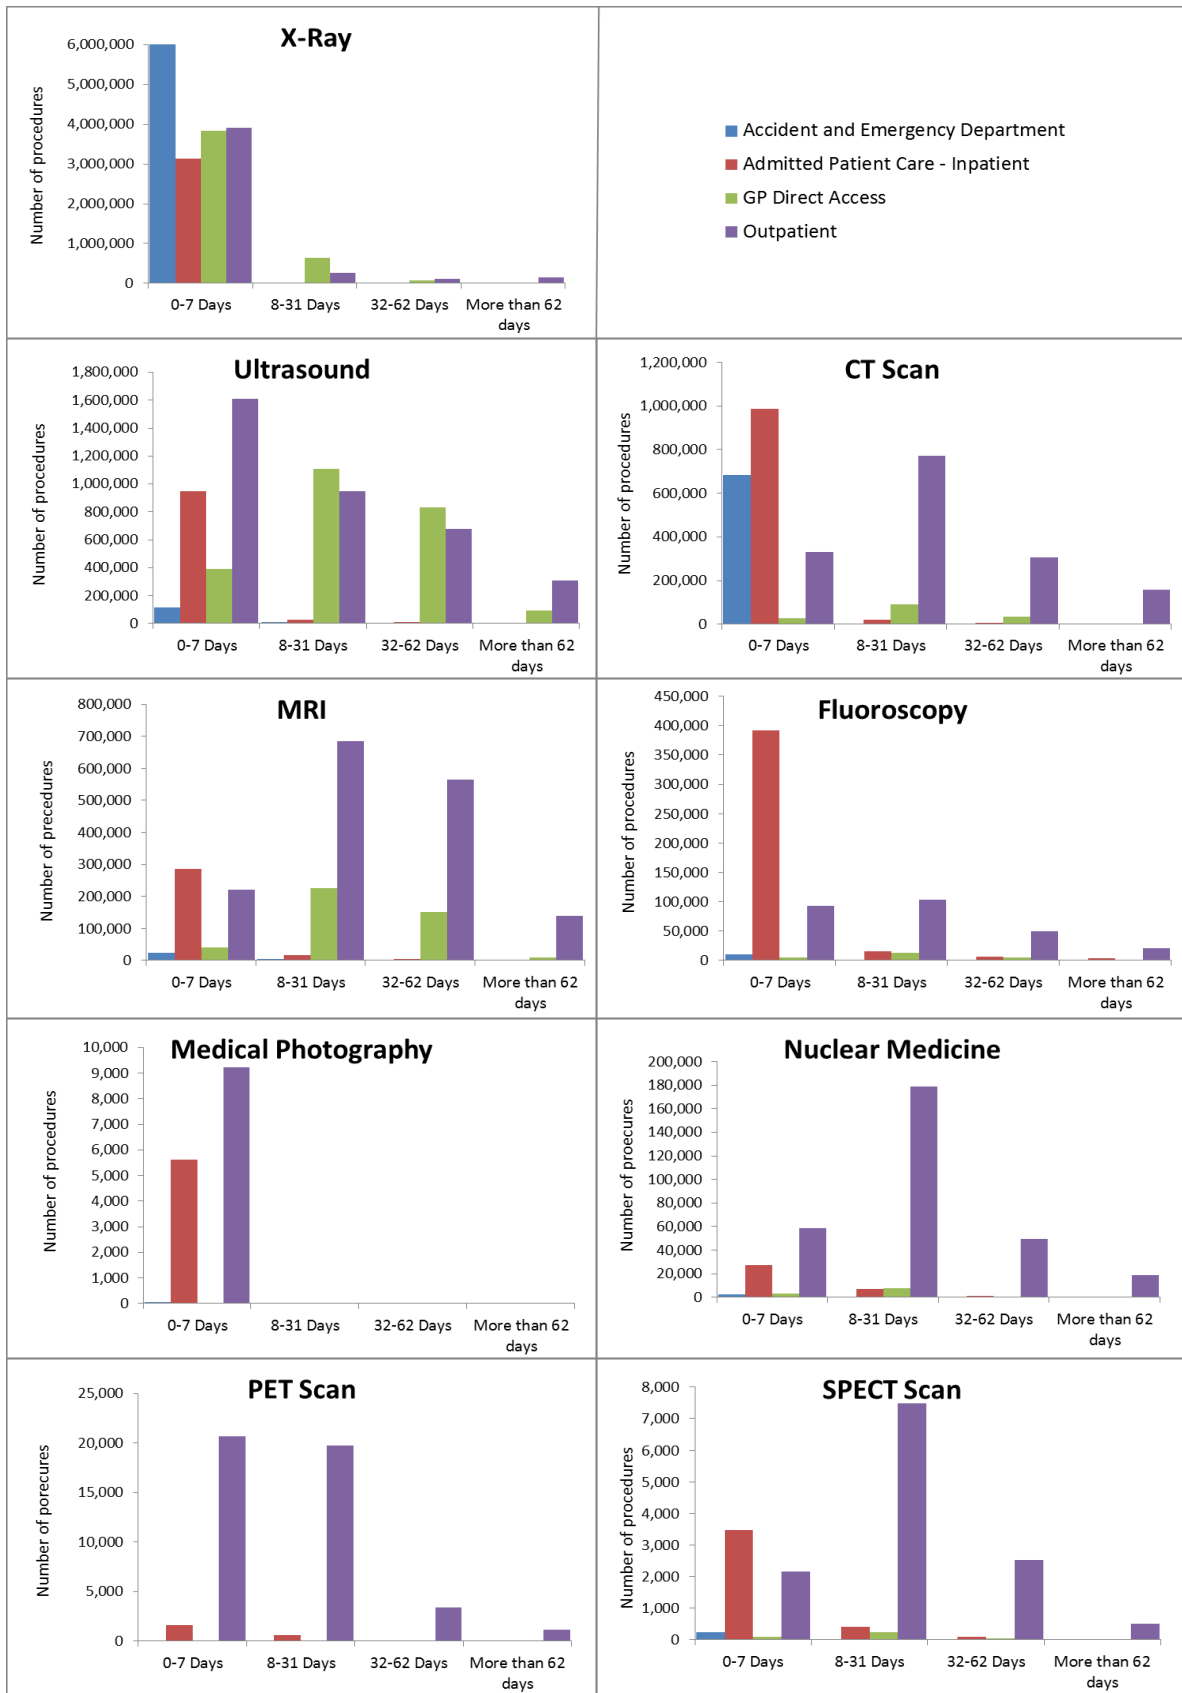 X-Ray
Number of procedures
6,000,000
5,000,000
4,000,000
3,000,000
2,000,000
1,000,000
0
0-7 Days
8-31 Days
32-62 Days
More than 62
days
Accident and Emergency Department
Admitted Patient Care - Inpatient
GP Direct Access
Outpatient
Ultrasound
Number of procedures
1,800,000
1,600,000
1,400,000
1,200,000
1,000,000
800,000
600,000
400,000
200,000
0
0-7 Days
8-31 Days
32-62 Days
More than 62
days
CT Scan
Number of procedures
1,200,000
1,000,000
800,000
600,000
400,000
200,000
0
0-7 Days
8-31 Days
32-62 Days
More than 62
days
MRI
Number of precedures
800,000
700,000
600,000
500,000
400,000
300,000
200,000
100,000
0
0-7 Days
8-31 Days
32-62 Days
More than 62
days
Fluoroscopy
Number of procedures
450,000
400,000
350,000
300,000
250,000
200,000
150,000
100,000
50,000
0
0-7 Days
8-31 Days
32-62 Days
More than 62
days
Medical Photography
Number of procedures
10,000
9,000
8,000
7,000
6,000
5,000
4,000
3,000
2,000
1,000
0
0-7 Days
8-31 Days
32-62 Days
More than 62
days
Nuclear Medicine
Number of proecures
200,000
180,000
160,000
140,000
120,000
100,000
80,000
60,000
40,000
20,000
0
0-7 Days
8-31 Days
32-62 Days
More than 62
days
PET Scan
Number of porecures
25,000
20,000
15,000
10,000
5,000
0
0-7 Days
8-31 Days
32-62 Days
More than 62
days
SPECT Scan
Number of procedures
8,000
7,000
6,000
5,000
4,000
3,000
2,000
1,000
0
0-7 Days
8-31 Days
32-62 Days
More than 62
days